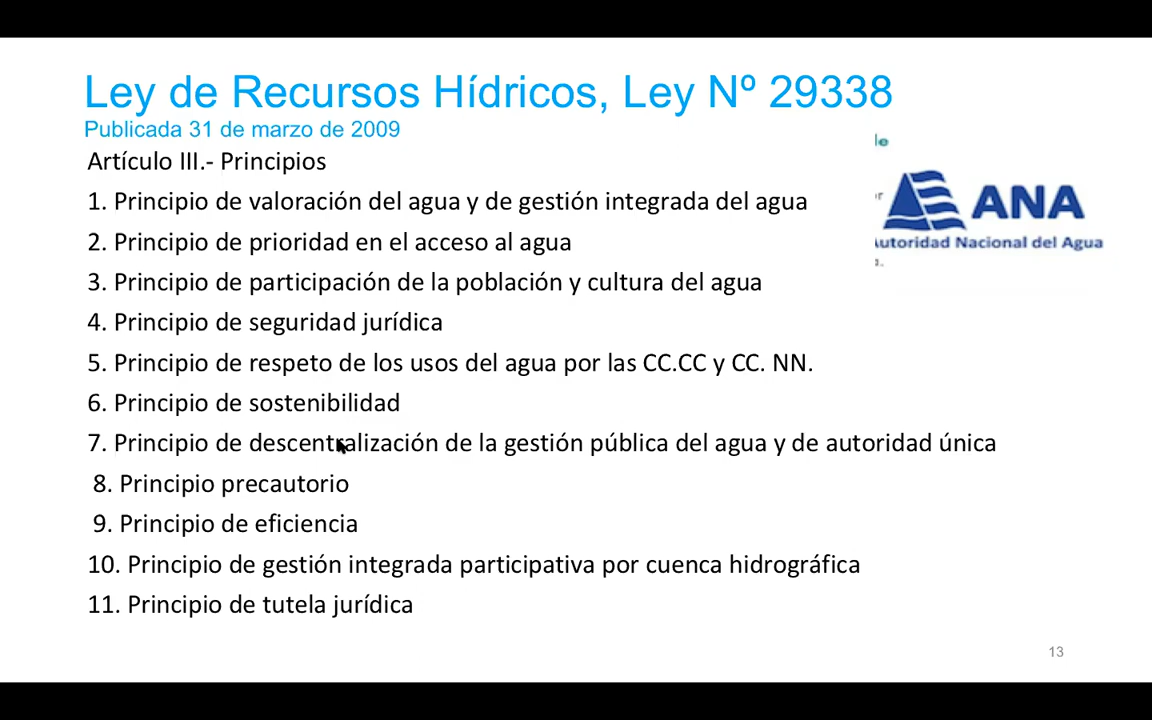 Ley de Recursos Hídricos, Ley Nº 29338
Publicada 31 de marzo de 2009
Artículo III.- Principios
1. Principio de valoración del agua y de gestión integrada del agua
2. Principio de prioridad en el acceso al agua
3. Principio de participación de la población y cultura del agua
4. Principio de seguridad jurídica
5. Principio de respeto de los usos del agua por las CC.CC y CC. NN.
6. Principio de sostenibilidad
7. Principio de descentralización de la gestión pública del agua y de autoridad única
8. Principio precautorio
9. Principio de eficiencia
10. Principio de gestión integrada participativa por cuenca hidrográfica
11. Principio de tutela jurídica
ANA
Autoridad Nacional del Agua
13